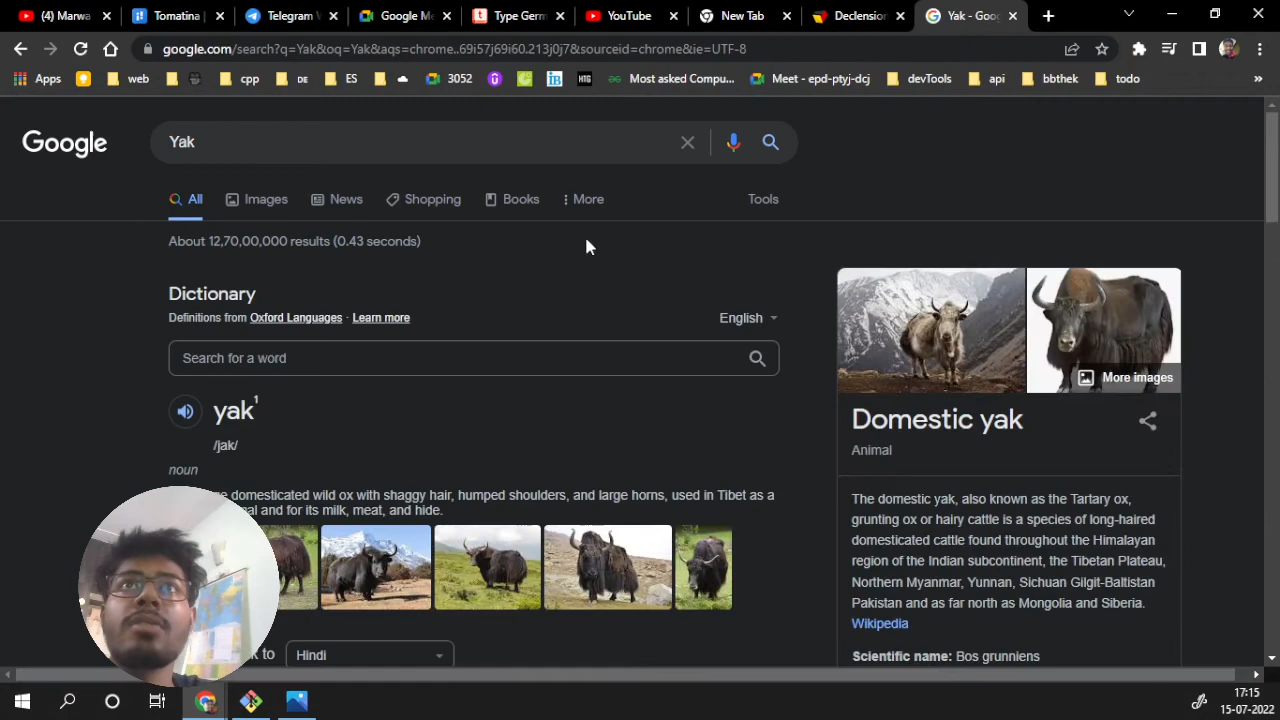 (4) Marwa
Tomatina |
Telegram W
Google Me
Type Germ
YouTube
New Tab
Declension
Yak - Goog
google.com/search?q=Yak&oq=Yak&aqs=chrome..69i57j69i60.213j0j7&sourceid=chrome&ie=UTF-8
Apps
web
cpp
DE
ES
3052
Most asked Compu...
Meet - epd-ptyj-dcj
devTools
api
bbthek
todo
»
Google
Yak
All
Images
News
Shopping
Books
More
Tools
About 12,70,00,000 results (0.43 seconds)
Dictionary
Definitions from Oxford Languages · Learn more
English
Search for a word
yak¹
/jak/
noun
domesticated wild ox with shaggy hair, humped shoulders, and large horns, used in Tibet as a
and for its milk, meat, and hide.
to
Hindi
More images
Domestic yak
Animal
The domestic yak, also known as the Tartary ox,
grunting ox or hairy cattle is a species of long-haired
domesticated cattle found throughout the Himalayan
region of the Indian subcontinent, the Tibetan Plateau,
Northern Myanmar, Yunnan, Sichuan Gilgit-Baltistan
Pakistan and as far north as Mongolia and Siberia.
Wikipedia
Scientific name: Bos grunniens
17:15
15-07-2022